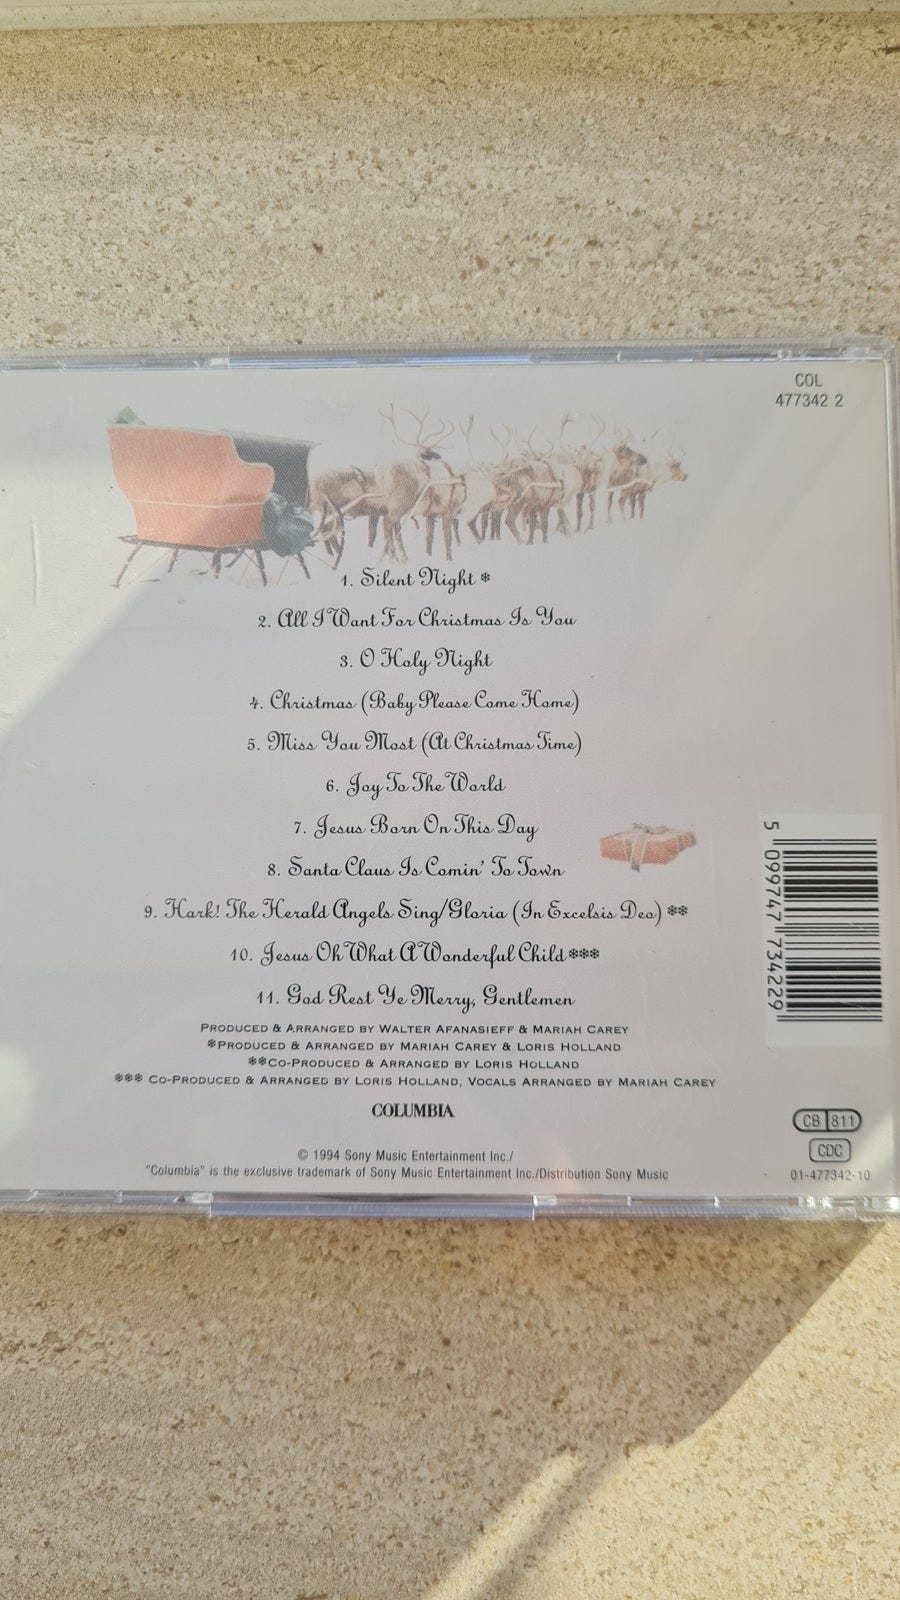 COL
477342 2
1. Silent Night *
2. All I Want For Christmas Is You
3. O Holy Night
4. Christmas (Baby Please Come Home)
5. Miss You Most (At Christmas Time)
6. Joy To The World
7. Jesus Born On This Day
8. Santa Claus Is Comin' To Town
9. Hark! The Herald Angels Sing/Gloria (In Excelsis Deo) **
10. Jesus Oh What A Wonderful Child ***
11. God Rest Ye Merry, Gentlemen
PRODUCED & ARRANGED BY WALTER AFANASIEFF & MARIAH CAREY
*PRODUCED & ARRANGED BY MARIAH CAREY & LORIS HOLLAND
**CO-PRODUCED & ARRANGED BY LORIS HOLLAND
*** CO-PRODUCED & ARRANGED BY LORIS HOLLAND, VOCALS ARRANGED BY MARIAH CAREY
COLUMBIA
© 1994 Sony Music Entertainment Inc./
"Columbia" is the exclusive trademark of Sony Music Entertainment Inc./Distribution Sony Music
5 099747 734229
CB 811
CDC
01-477342-10